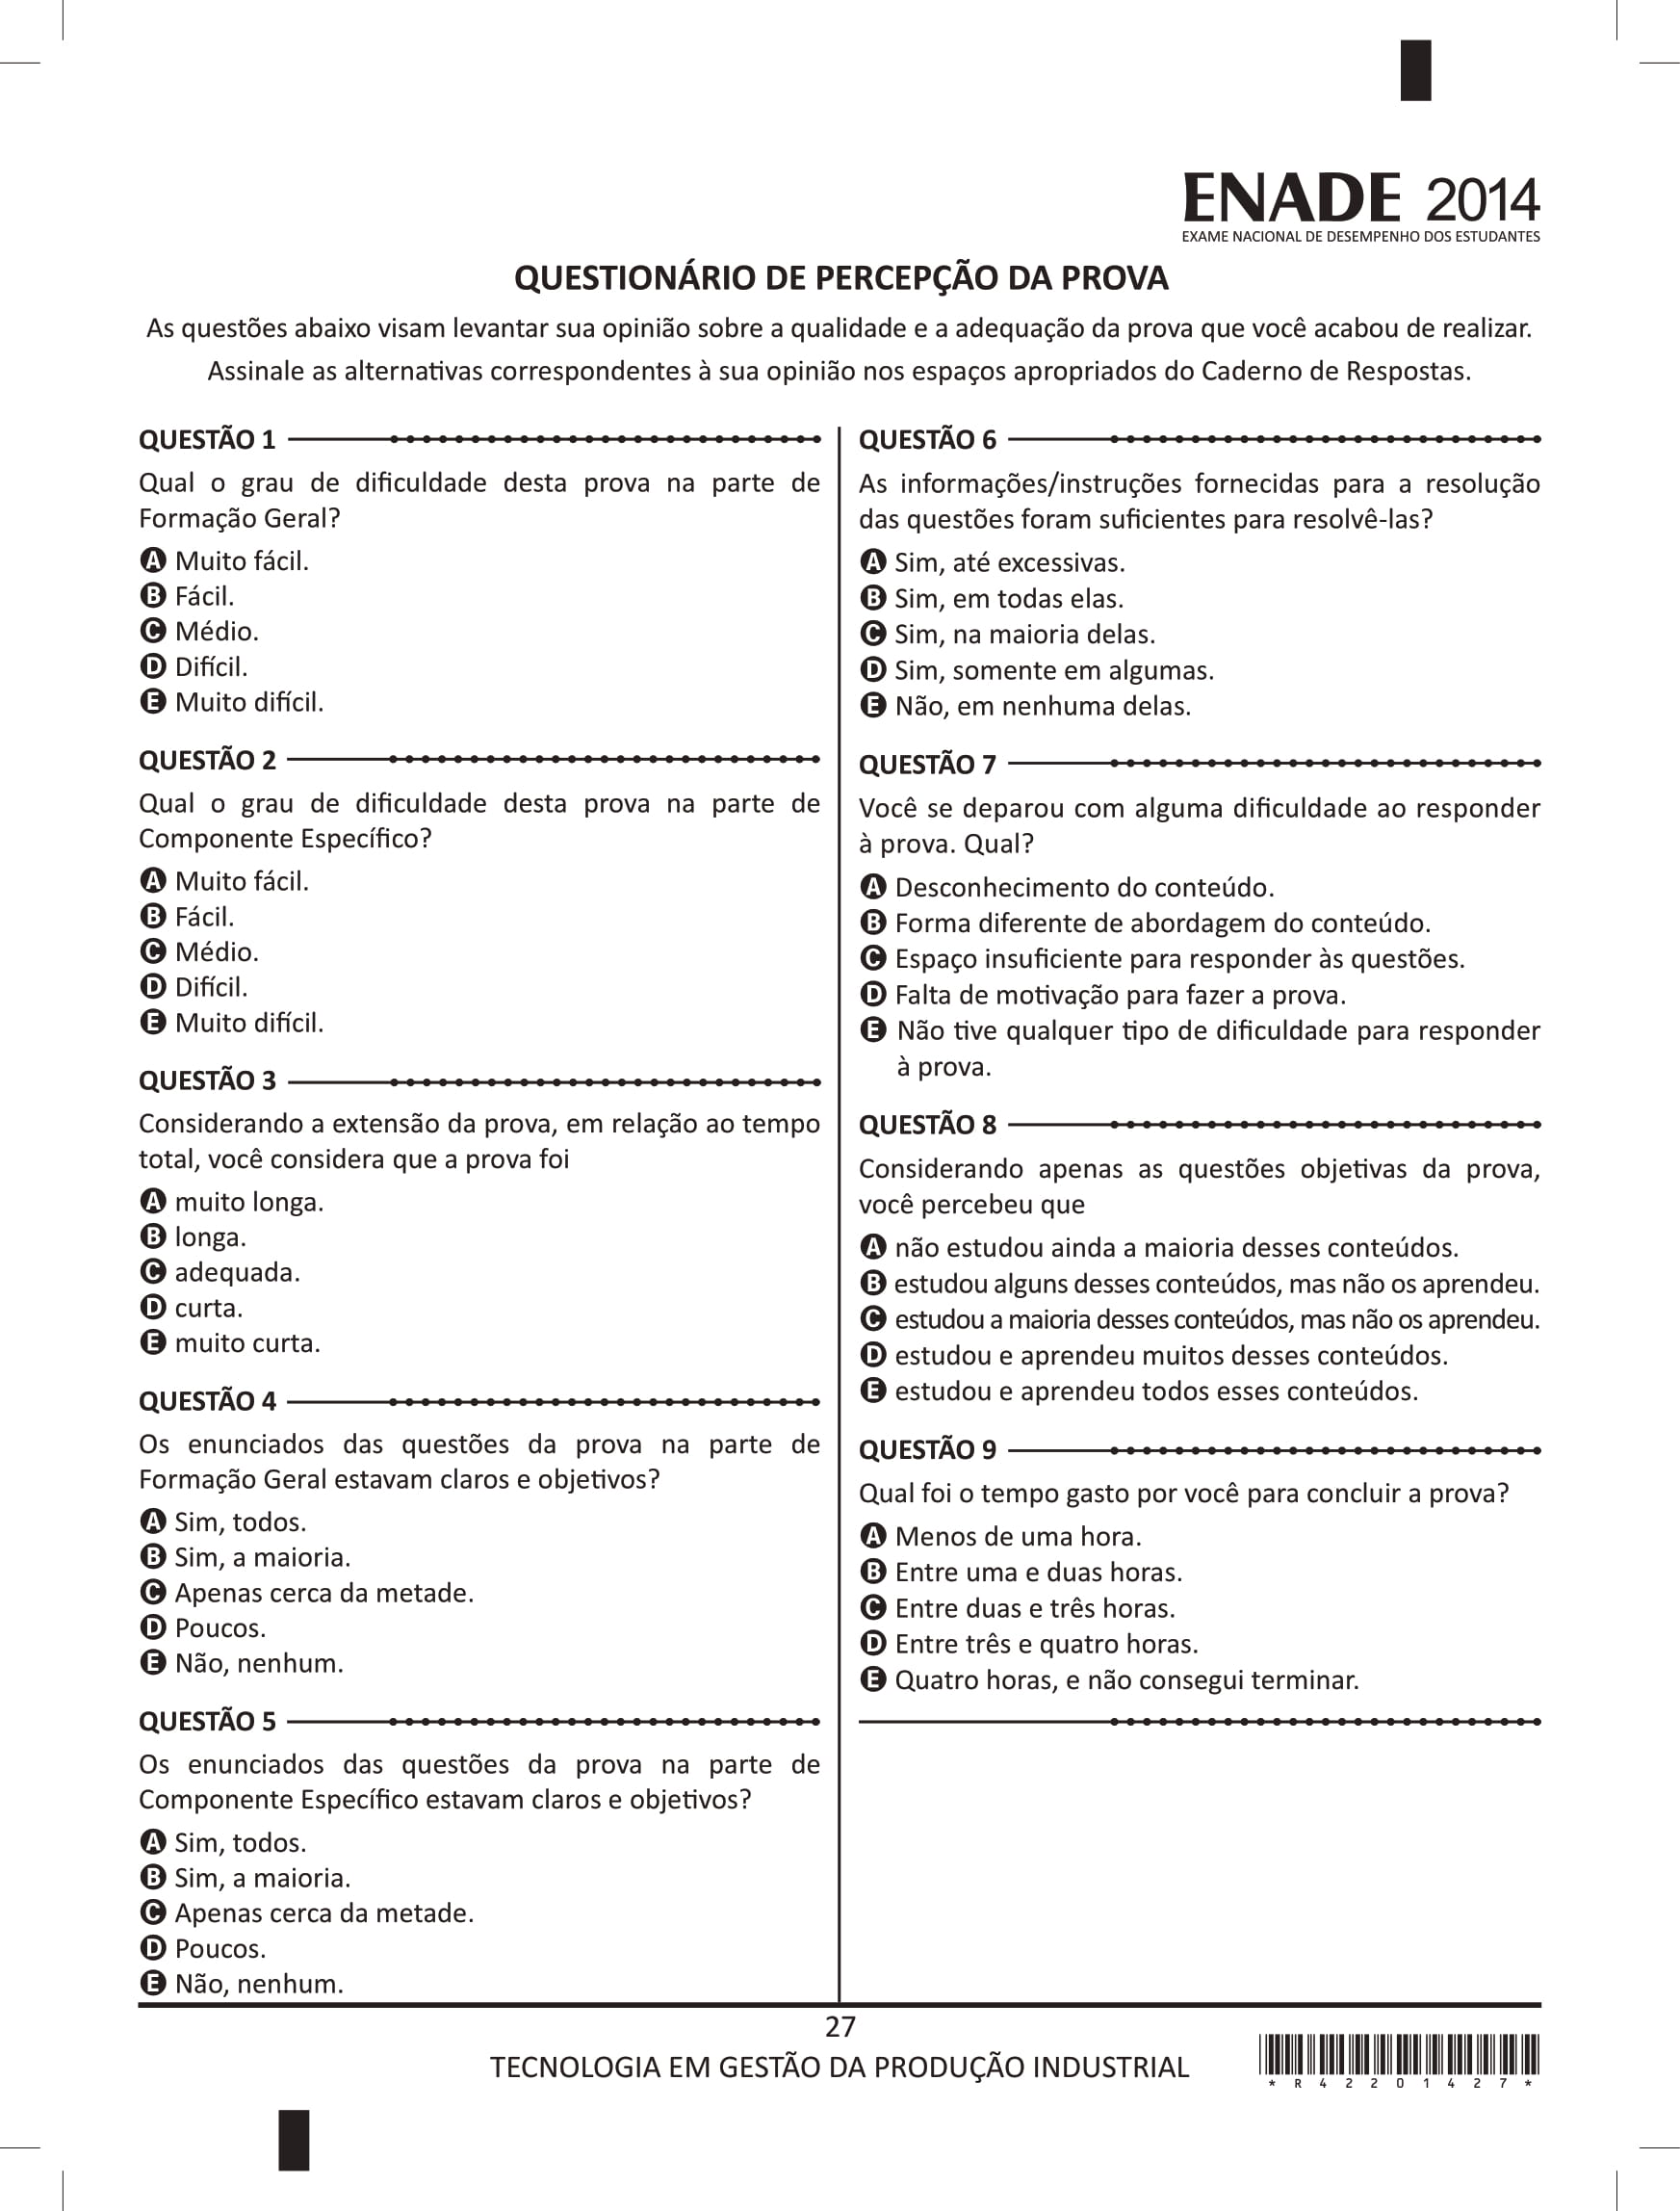 ENADE 2014
EXAME NACIONAL DE DESEMPENHO DOS ESTUDANTES
QUESTIONÁRIO DE PERCEPÇÃO DA PROVA
As questões abaixo visam levantar sua opinião sobre a qualidade e a adequação da prova que você acabou de realizar.
Assinale as alternativas correspondentes à sua opinião nos espaços apropriados do Caderno de Respostas.
QUESTÃO 1
Qual o grau de dificuldade desta prova na parte de
Formação Geral?
A Muito fácil.
B Fácil.
C Médio.
D Difícil.
E Muito difícil.
QUESTÃO 2
Qual o grau de dificuldade desta prova na parte de
Componente Específico?
A Muito fácil.
B Fácil.
C Médio.
D Difícil.
E Muito difícil.
QUESTÃO 3
Considerando a extensão da prova, em relação ao tempo
total, você considera que a prova foi
A muito longa.
B longa.
C adequada.
D curta.
E muito curta.
QUESTÃO 4
Os enunciados das questões da prova na parte de
Formação Geral estavam claros e objetivos?
A Sim, todos.
B Sim, a maioria.
C Apenas cerca da metade.
D Poucos.
E Não, nenhum.
QUESTÃO 5
Os enunciados das questões da prova na parte de
Componente Específico estavam claros e objetivos?
A Sim, todos.
B Sim, a maioria.
C Apenas cerca da metade.
D Poucos.
E Não, nenhum.
QUESTÃO 6
As informações/instruções fornecidas para a resolução
das questões foram suficientes para resolvê-las?
A Sim, até excessivas.
B Sim, em todas elas.
C Sim, na maioria delas.
D Sim, somente em algumas.
E Não, em nenhuma delas.
QUESTÃO 7
Você se deparou com alguma dificuldade ao responder
à prova. Qual?
A Desconhecimento do conteúdo.
B Forma diferente de abordagem do conteúdo.
C Espaço insuficiente para responder às questões.
D Falta de motivação para fazer a prova.
E Não tive qualquer tipo de dificuldade para responder
à prova.
QUESTÃO 8
Considerando apenas as questões objetivas da prova,
você percebeu que
A não estudou ainda a maioria desses conteúdos.
B estudou alguns desses conteúdos, mas não os aprendeu.
C estudou a maioria desses conteúdos, mas não os aprendeu.
D estudou e aprendeu muitos desses conteúdos.
E estudou e aprendeu todos esses conteúdos.
QUESTÃO 9
Qual foi o tempo gasto por você para concluir a prova?
A Menos de uma hora.
B Entre uma e duas horas.
C Entre duas e três horas.
D Entre três e quatro horas.
E Quatro horas, e não consegui terminar.
27
TECNOLOGIA EM GESTÃO DA PRODUÇÃO INDUSTRIAL
* R 4 2 2 0 1 4 2 7 *